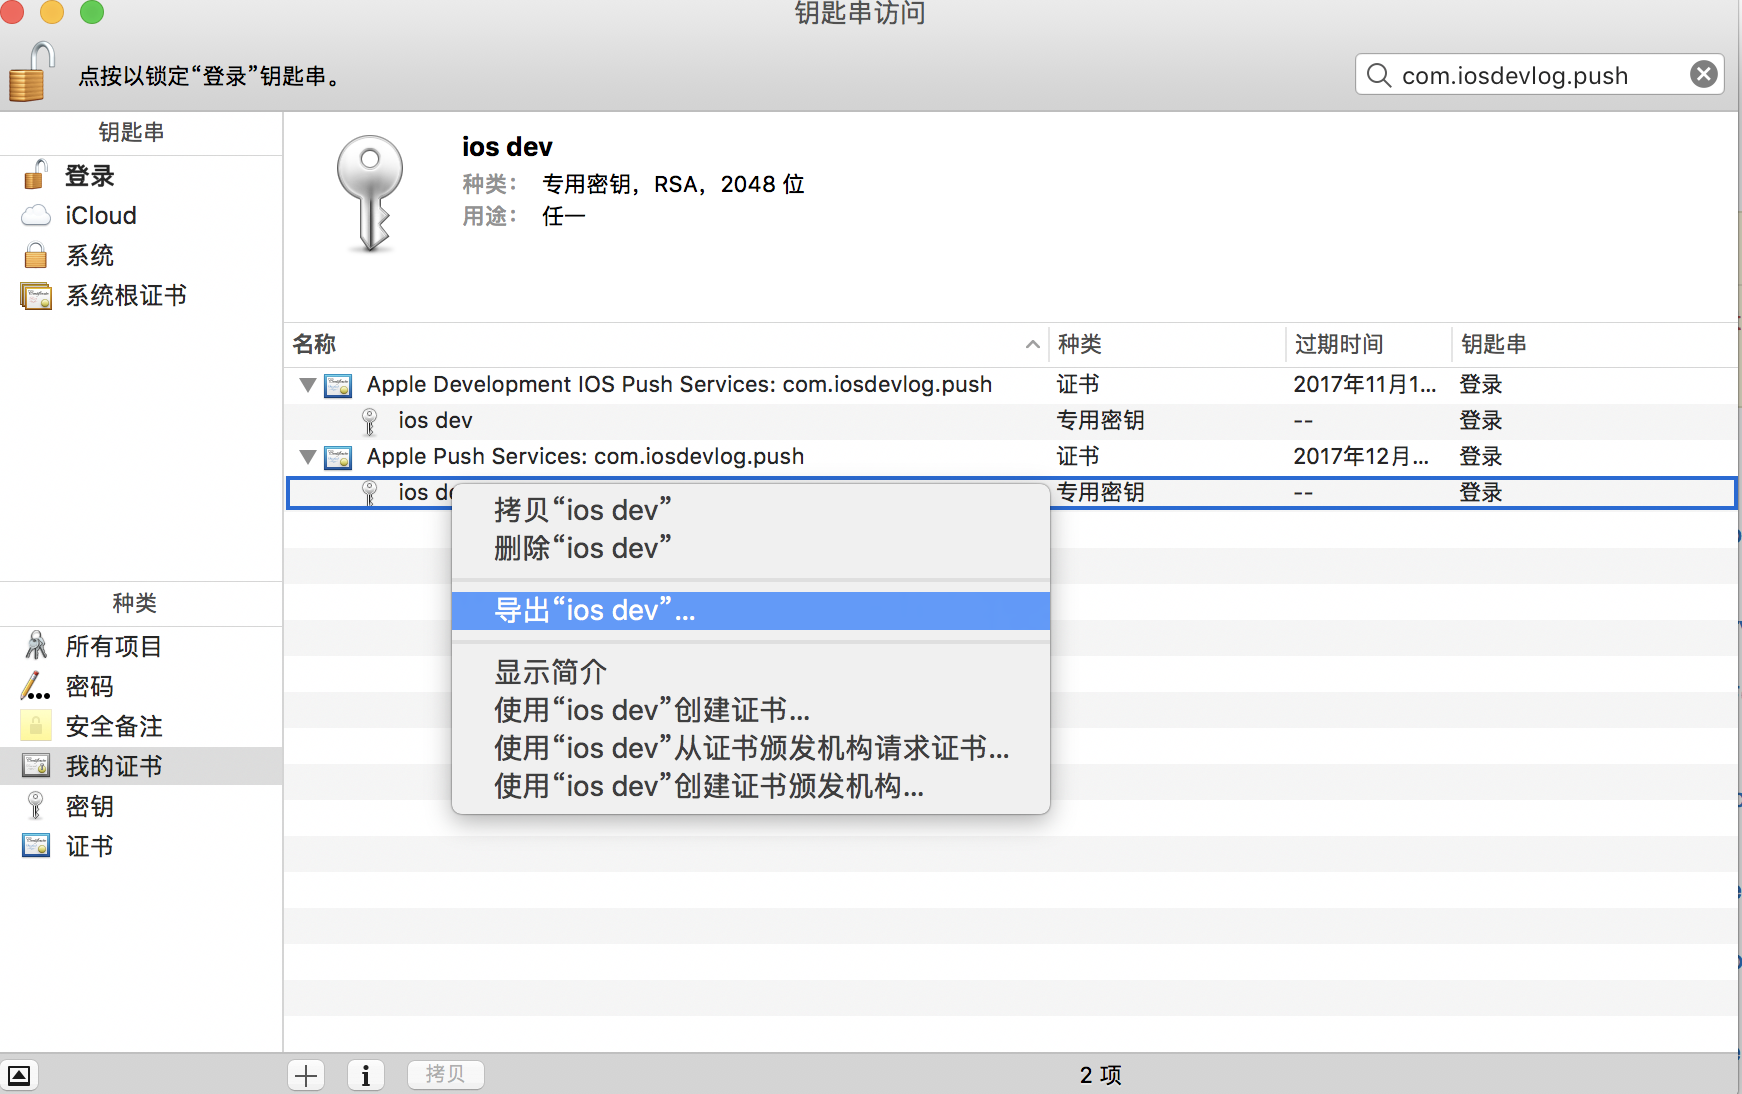 钥匙串访问
点按以锁定“登录”钥匙串。
com.iosdevlog.push
钥匙串
登录
iCloud
系统
系统根证书
种类
所有项目
密码
安全备注
我的证书
密钥
证书
ios dev
种类： 专用密钥，RSA，2048 位
用途： 任一
名称 种类 过期时间 钥匙串
Apple Development IOS Push Services: com.iosdevlog.push 证书 2017年11月1... 登录
ios dev 专用密钥 -- 登录
Apple Push Services: com.iosdevlog.push 证书 2017年12月... 登录
ios de 专用密钥 -- 登录
拷贝“ios dev”
删除“ios dev”
导出“ios dev”...
显示简介
使用“ios dev”创建证书...
使用“ios dev”从证书颁发机构请求证书...
使用“ios dev”创建证书颁发机构...
拷贝
2 项